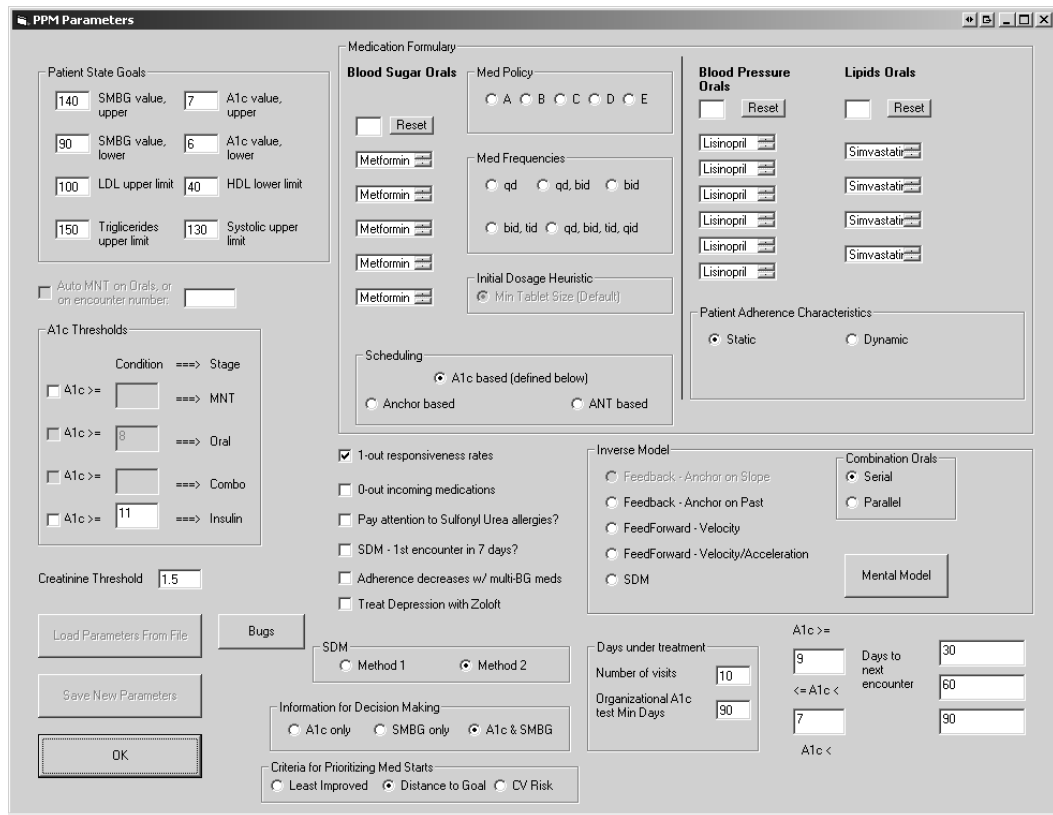 PPM Parameters
Patient State Goals
140 SMBG value, upper 7 A1c value, upper
90 SMBG value, lower 6 A1c value, lower
100 LDL upper limit 40 HDL lower limit
150 Triglicerides upper limit 130 Systolic upper limit
Auto MNT on Orals, or
on encounter number:
A1c Thresholds
Condition ===> Stage
A1c >= ===> MNT
A1c >= 8 ===> Oral
A1c >= ===> Combo
A1c >= 11 ===> Insulin
Creatinine Threshold 1.5
Load Parameters From File
Bugs
Save New Parameters
OK
Medication Formulary
Blood Sugar Orals
Reset
Metformin
Metformin
Metformin
Metformin
Metformin
Med Policy
A B C D E
Med Frequencies
qd qd, bid bid
bid, tid qd, bid, tid, qid
Initial Dosage Heuristic
Min Tablet Size (Default)
Scheduling
A1c based (defined below)
Anchor based ANT based
Blood Pressure
Orals
Reset
Lisinopril
Lisinopril
Lisinopril
Lisinopril
Lisinopril
Lisinopril
Lipids Orals
Reset
Simvastatin
Simvastatin
Simvastatin
Simvastatin
Patient Adherence Characteristics
Static Dynamic
1-out responsiveness rates
0-out incoming medications
Pay attention to Sulfonyl Urea allergies?
SDM - 1st encounter in 7 days?
Adherence decreases w/ multi-BG meds
Treat Depression with Zoloft
Inverse Model
Feedback - Anchor on Slope
Feedback - Anchor on Past
FeedForward - Velocity
FeedForward - Velocity/Acceleration
SDM
Combination Orals
Serial
Parallel
Mental Model
SDM
Method 1 Method 2
Information for Decision Making
A1c only SMBG only A1c & SMBG
Criteria for Prioritizing Med Starts
Least Improved Distance to Goal CV Risk
Days under treatment
Number of visits 10
Organizational A1c
test Min Days 90
A1c >=
9
<= A1c <
7
A1c <
Days to
next
encounter
30
60
90